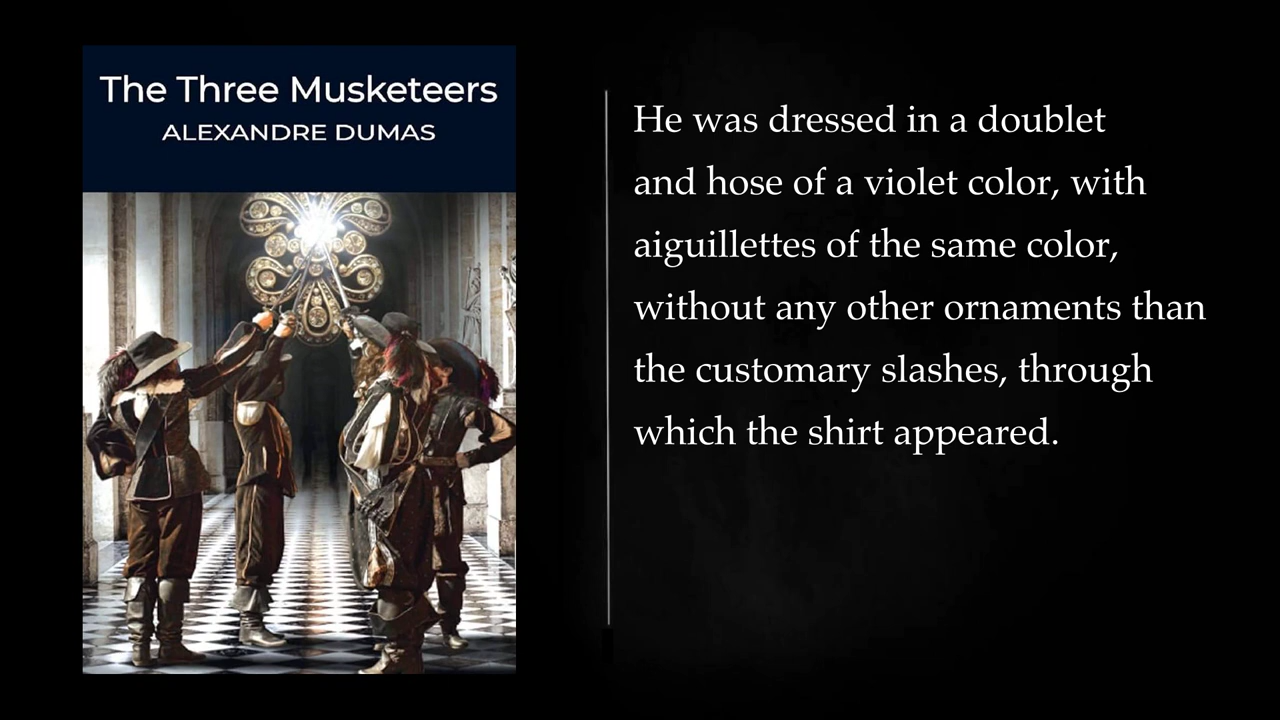 The Three Musketeers
ALEXANDRE DUMAS
He was dressed in a doublet
and hose of a violet color, with
aiguillettes of the same color,
without any other ornaments than
the customary slashes, through
which the shirt appeared.